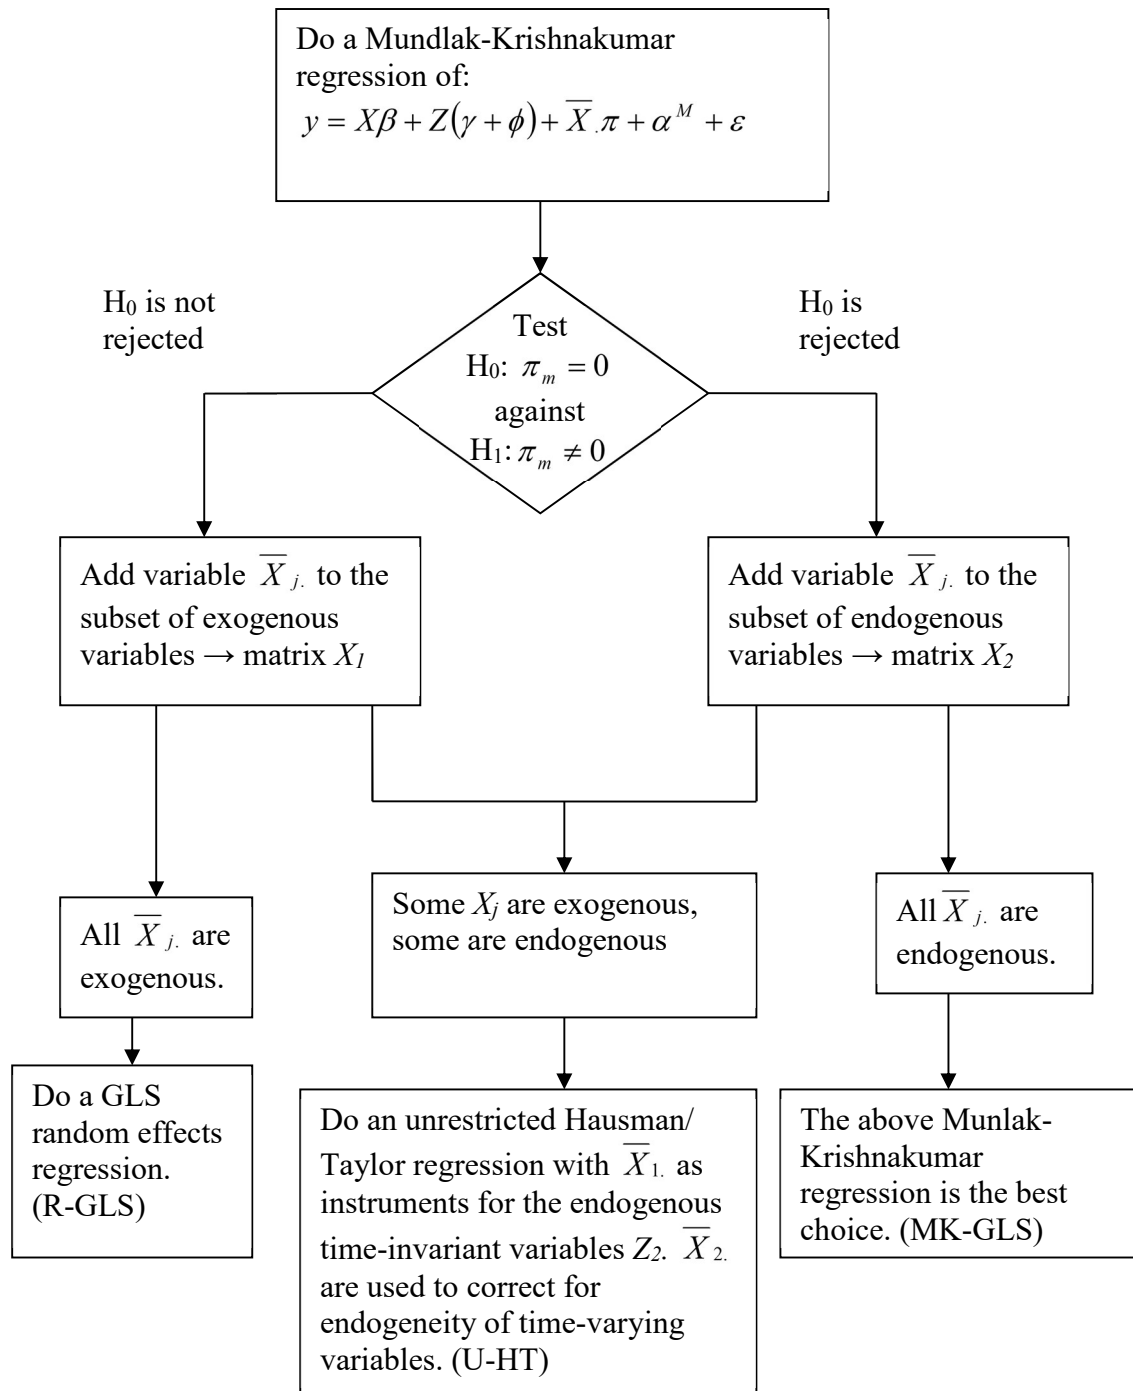 Do a Mundlak-Krishnakumar
regression of:
y = Xβ + Z(γ + ϕ) + X̄.π + α^M + ε
H₀ is not
rejected
H₀ is
rejected
Test
H₀: π_m = 0
against
H₁: π_m ≠ 0
Add variable X̄ j. to the
subset of exogenous
variables → matrix X₁
Add variable X̄ j. to the
subset of endogenous
variables → matrix X₂
All X̄ j. are
exogenous.
Some Xⱼ are exogenous,
some are endogenous
All X̄ j. are
endogenous.
Do a GLS
random effects
regression.
(R-GLS)
Do an unrestricted Hausman/
Taylor regression with X̄ 1. as
instruments for the endogenous
time-invariant variables Z₂. X̄ 2.
are used to correct for
endogeneity of time-varying
variables. (U-HT)
The above Munlak-
Krishnakumar
regression is the best
choice. (MK-GLS)